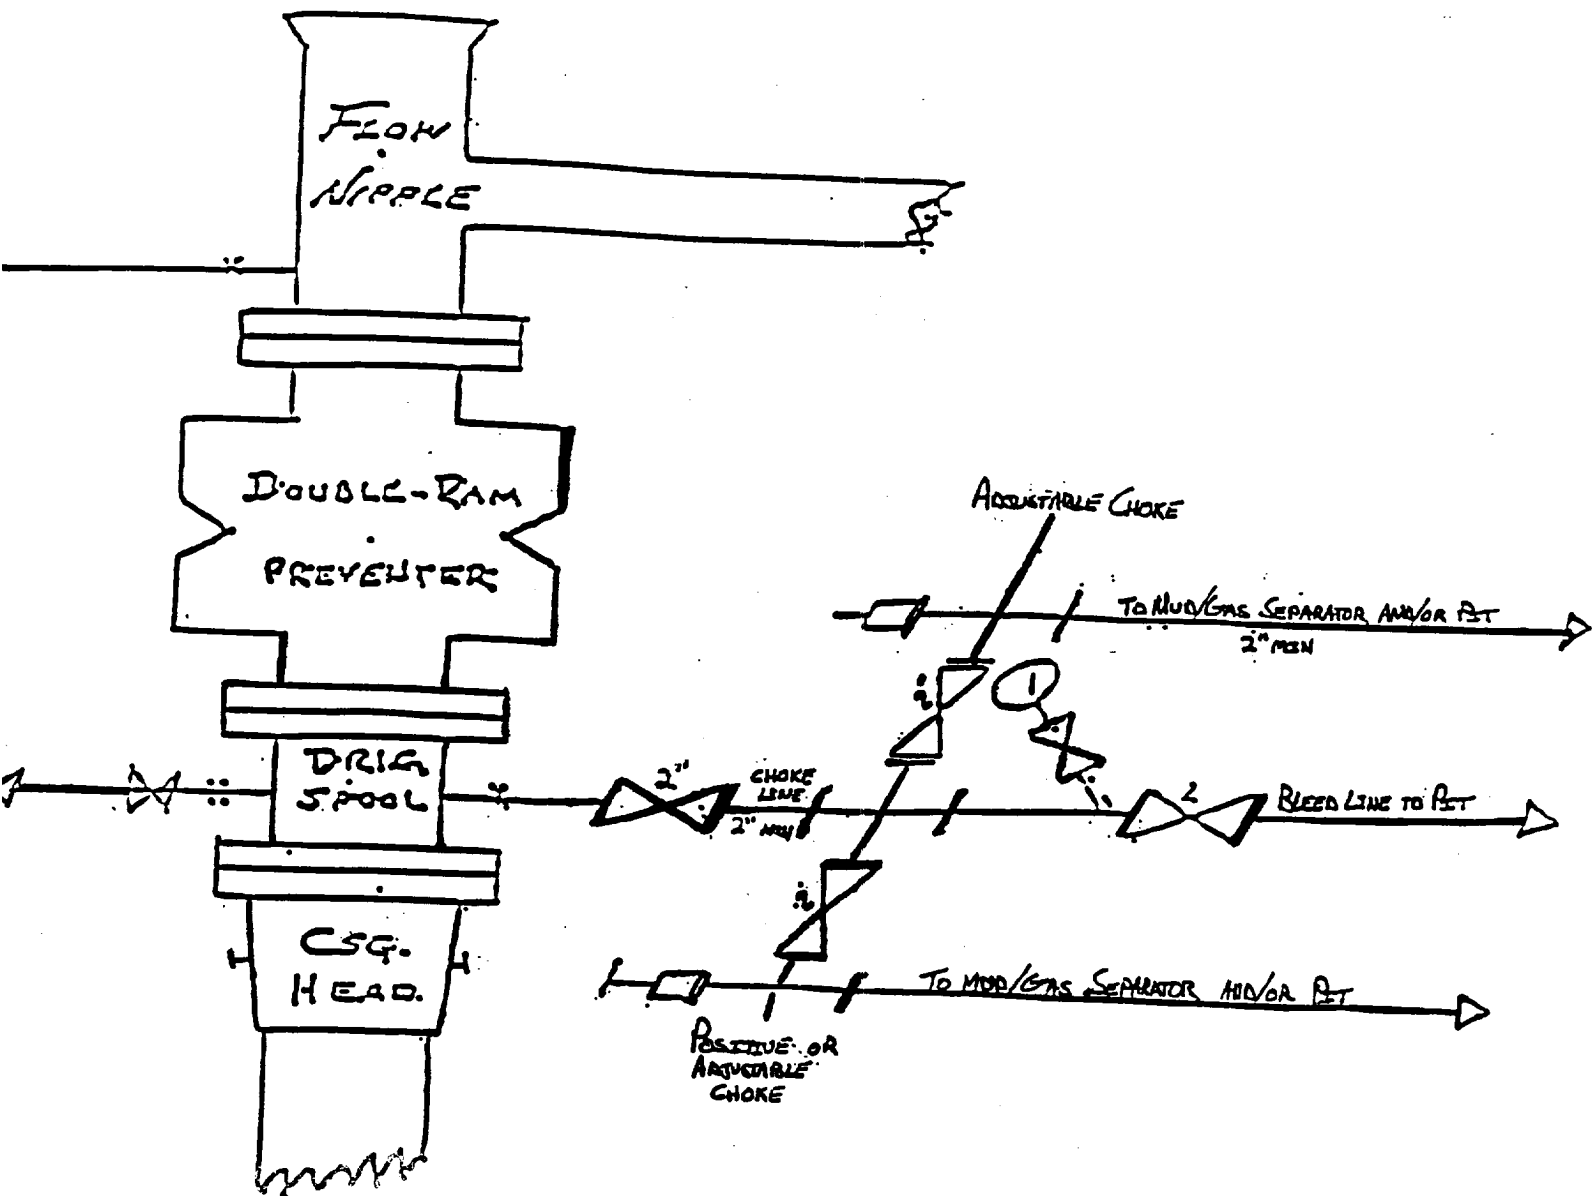 FLOW
NIPPLE
DOUBLE-RAM
PREVENTER
ADJUSTABLE CHOKE
TO MUD/GAS SEPARATOR AND/OR PIT
2" MIN
1
2
DRLG
SPOOL
2"
CHOKE
LINE
2" MIN
2
BLEED LINE TO PIT
2
CSG.
HEAD.
TO MUD/GAS SEPARATOR AND/OR PIT
POSITIVE OR
ADJUSTABLE
CHOKE